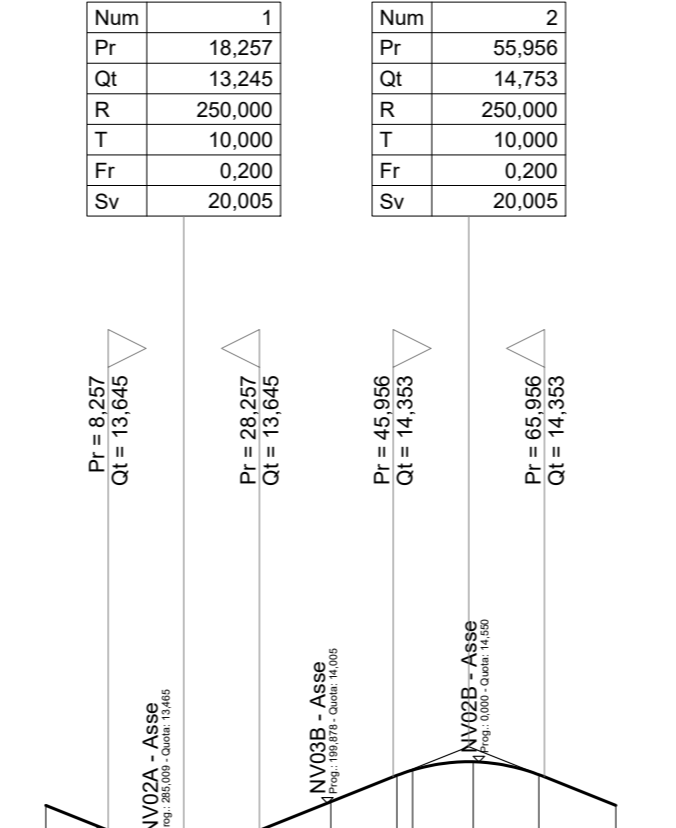 Num 1
Pr 18,257
Qt 13,245
R 250,000
T 10,000
Fr 0,200
Sv 20,005
Num 2
Pr 55,956
Qt 14,753
R 250,000
T 10,000
Fr 0,200
Sv 20,005
Pr = 8,257
Qt = 13,645
Pr = 28,257
Qt = 13,645
Pr = 45,956
Qt = 14,353
Pr = 65,956
Qt = 14,353
NV02A - Asse
rog.: 285,009 - Quota: 13,465
NV03B - Asse
Prog.: 199,878 - Quota: 14,005
NV02B - Asse
Prog.: 0,000 - Quota: 14,550